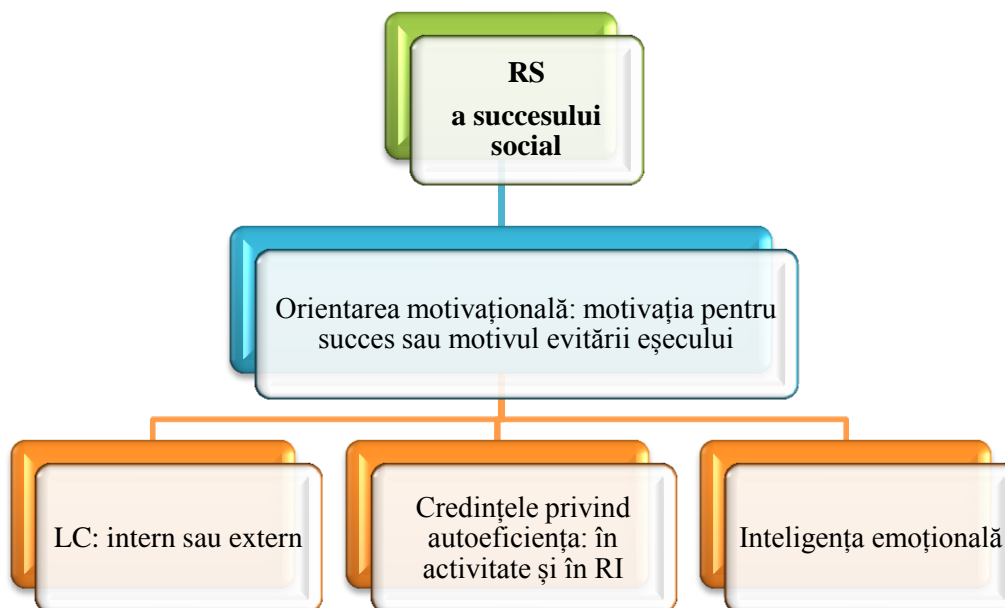 RS
a succesului
social
Orientarea motivațională: motivația pentru
succes sau motivul evitării eșecului
LC: intern sau extern
Credințele privind
autoeficiența: în
activitate și în RI
Inteligența emoțională